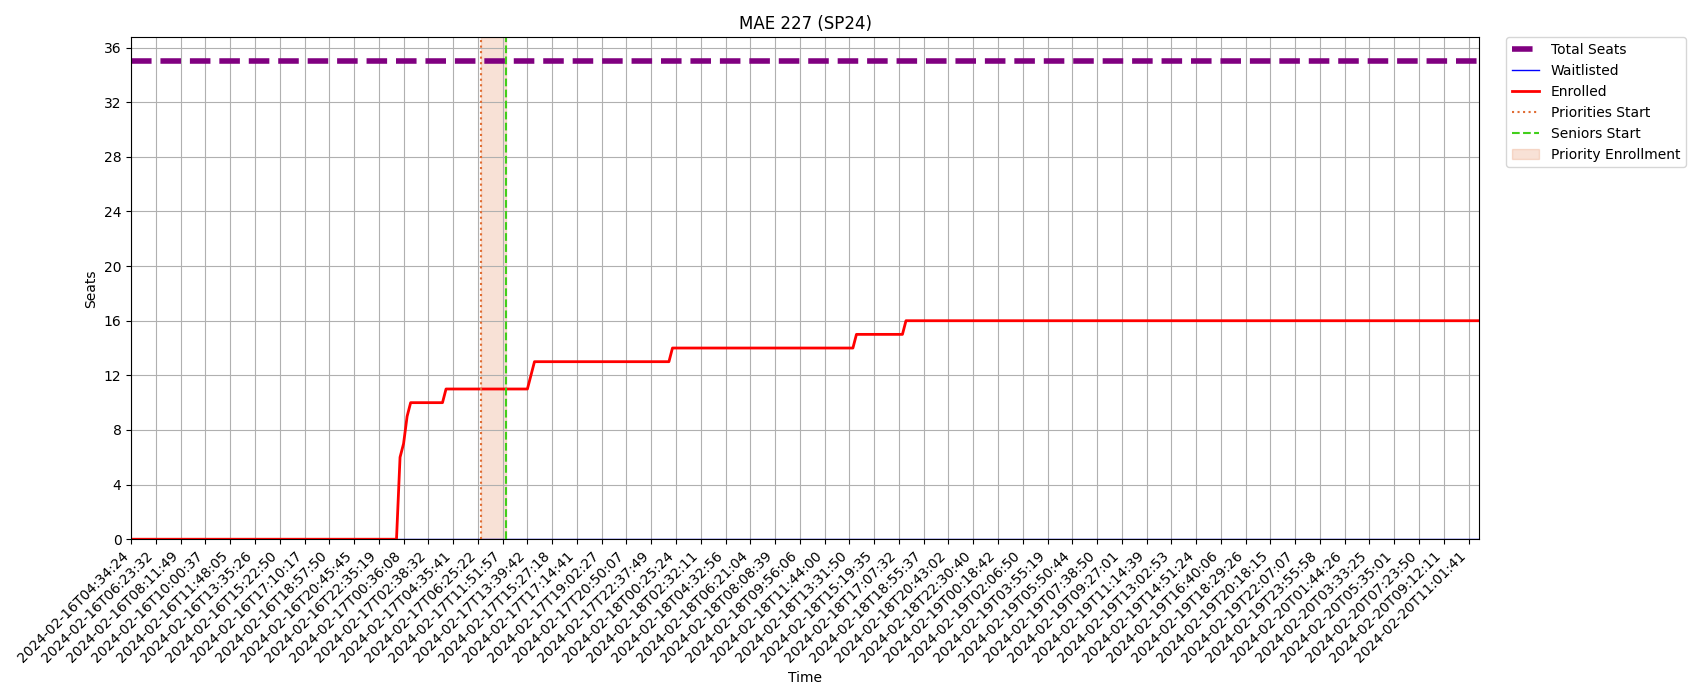 MAE 227 (SP24)
36
32
28
24
20
16
12
8
4
0
Seats
2024-02-16T04:34:24
2024-02-16T06:23:32
2024-02-16T08:11:49
2024-02-16T10:00:37
2024-02-16T11:48:05
2024-02-16T13:35:26
2024-02-16T15:22:50
2024-02-16T17:10:17
2024-02-16T18:57:50
2024-02-16T20:45:45
2024-02-16T22:35:19
2024-02-17T00:36:08
2024-02-17T02:38:32
2024-02-17T04:35:41
2024-02-17T06:25:22
2024-02-17T11:51:57
2024-02-17T13:39:42
2024-02-17T15:27:18
2024-02-17T17:14:41
2024-02-17T19:02:27
2024-02-17T20:50:07
2024-02-17T22:37:49
2024-02-18T00:25:24
2024-02-18T02:32:11
2024-02-18T04:32:56
2024-02-18T06:21:04
2024-02-18T08:08:39
2024-02-18T09:56:06
2024-02-18T11:44:00
2024-02-18T13:31:50
2024-02-18T15:19:35
2024-02-18T17:07:32
2024-02-18T18:55:37
2024-02-18T20:43:02
2024-02-18T22:30:40
2024-02-19T00:18:42
2024-02-19T02:06:50
2024-02-19T03:55:19
2024-02-19T05:50:44
2024-02-19T07:38:50
2024-02-19T09:27:01
2024-02-19T11:14:39
2024-02-19T13:02:53
2024-02-19T14:51:24
2024-02-19T16:40:06
2024-02-19T18:29:26
2024-02-19T20:18:15
2024-02-19T22:07:07
2024-02-19T23:55:58
2024-02-20T01:44:26
2024-02-20T03:33:25
2024-02-20T05:35:01
2024-02-20T07:23:50
2024-02-20T09:12:11
2024-02-20T11:01:41
Time
Total Seats
Waitlisted
Enrolled
Priorities Start
Seniors Start
Priority Enrollment